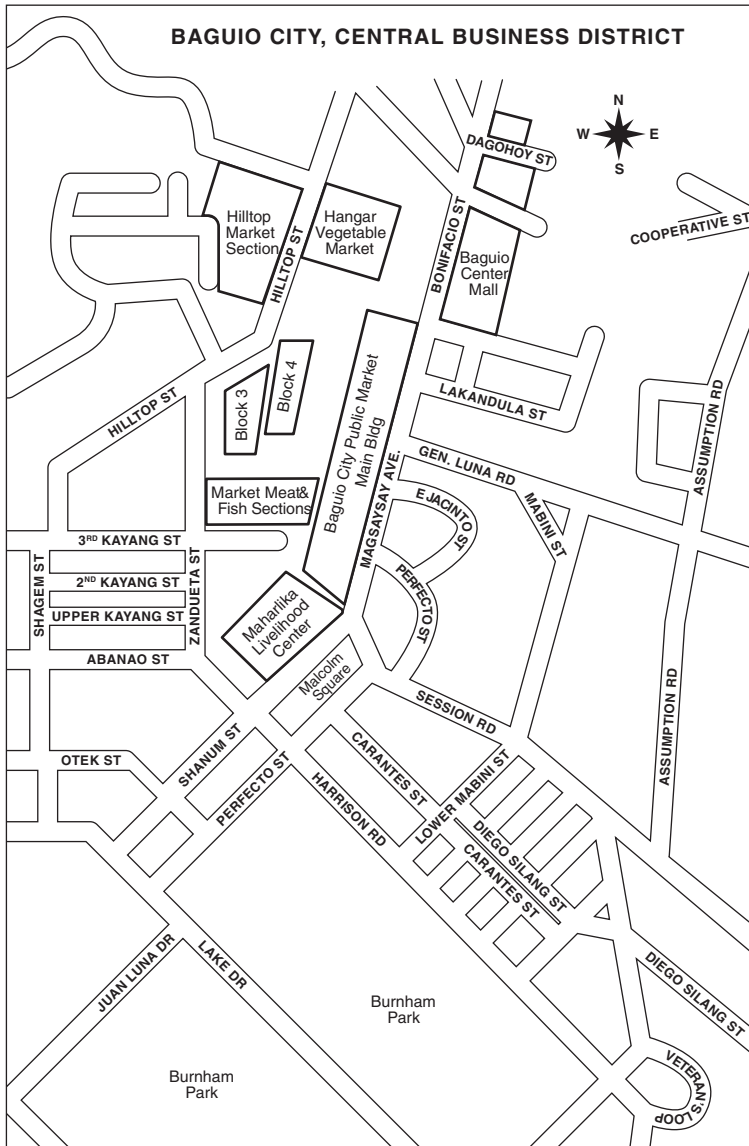 BAGUIO CITY, CENTRAL BUSINESS DISTRICT
N
W
E
S
DAGOHOY ST
COOPERATIVE ST
Hilltop
Market
Section
Hangar
Vegetable
Market
HILLTOP ST
BONIFACIO ST
Baguio
Center
Mall
HILLTOP ST
Block 3
Block 4
Baguio City Public Market
Main Bldg
LAKANDULA ST
ASSUMPTION RD
GEN. LUNA RD
MAGSAYSAY AVE.
Market Meat&
Fish Sections
E JACINTO ST
MABINI ST
3RD KAYANG ST
2ND KAYANG ST
UPPER KAYANG ST
SHAGEM ST
ZANDUETA ST
ABANAO ST
PERFECTO ST
Maharlika
Livelihood
Center
Malcolm
Square
SESSION RD
ASSUMPTION RD
OTEK ST
SHANUM ST
PERFECTO ST
HARRISON RD
CARANTES ST
LOWER MABINI ST
DIEGO SILANG ST
CARANTES ST
JUAN LUNA DR
LAKE DR
DIEGO SILANG ST
Burnham
Park
Burnham
Park
VETERAN'S LOOP